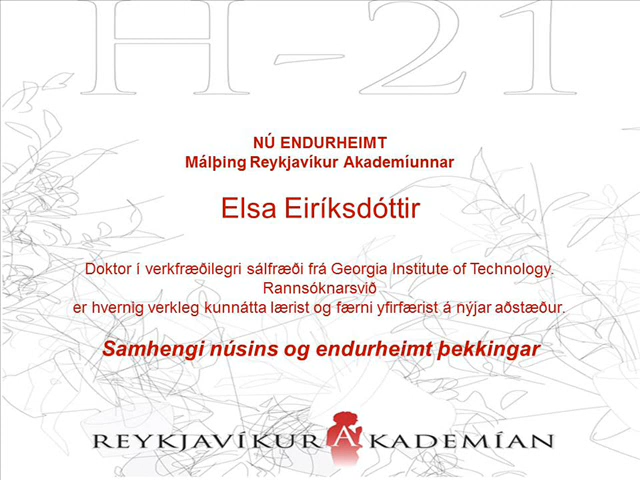 H-21
NÚ ENDURHEIMT
Málþing Reykjavíkur Akademíunnar
Elsa Eiríksdóttir
Doktor í verkfræðilegri sálfræði frá Georgia Institute of Technology.
Rannsóknarsvið
er hvernig verkleg kunnátta lærist og færni yfirfærist á nýjar aðstæður.
Samhengi núsins og endurheimt þekkingar
REYKJAVÍKUR AKADEMÍAN